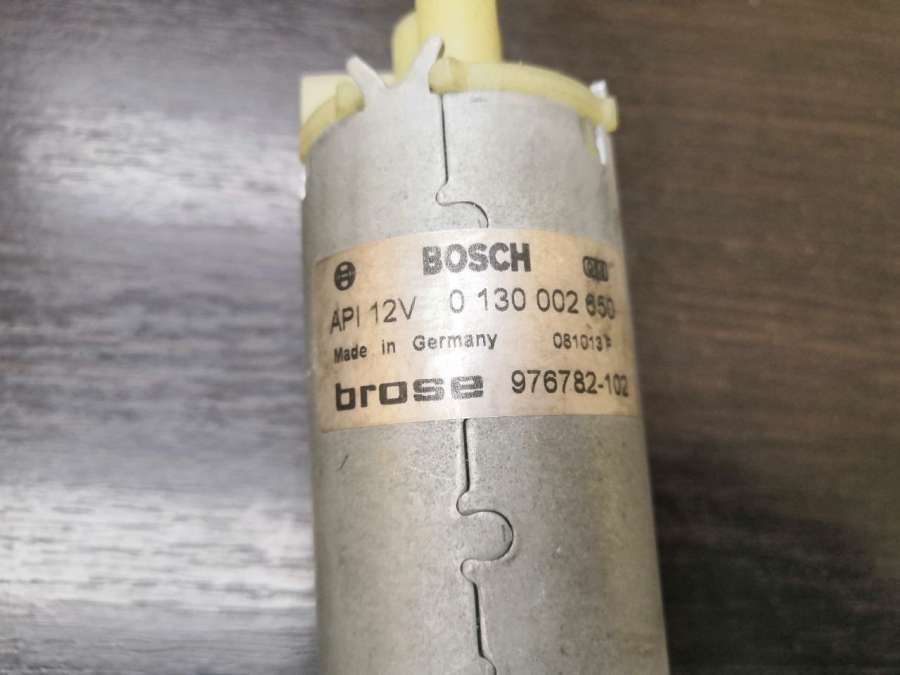 BOSCH
API 12V 0 130 002 650
Made in Germany 081013
brose 976782-102